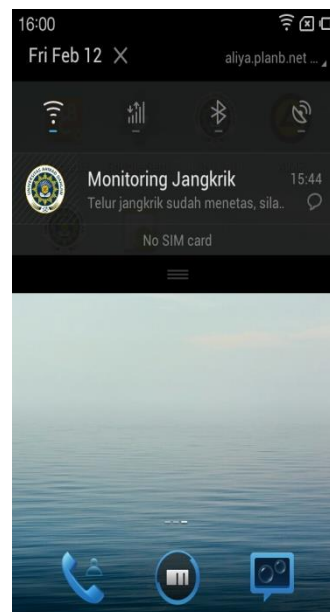 16:00
Fri Feb 12
aliya.planb.net ...
Monitoring Jangkrik
15:44
Telur jangkrik sudah menetas, sila..
No SIM card